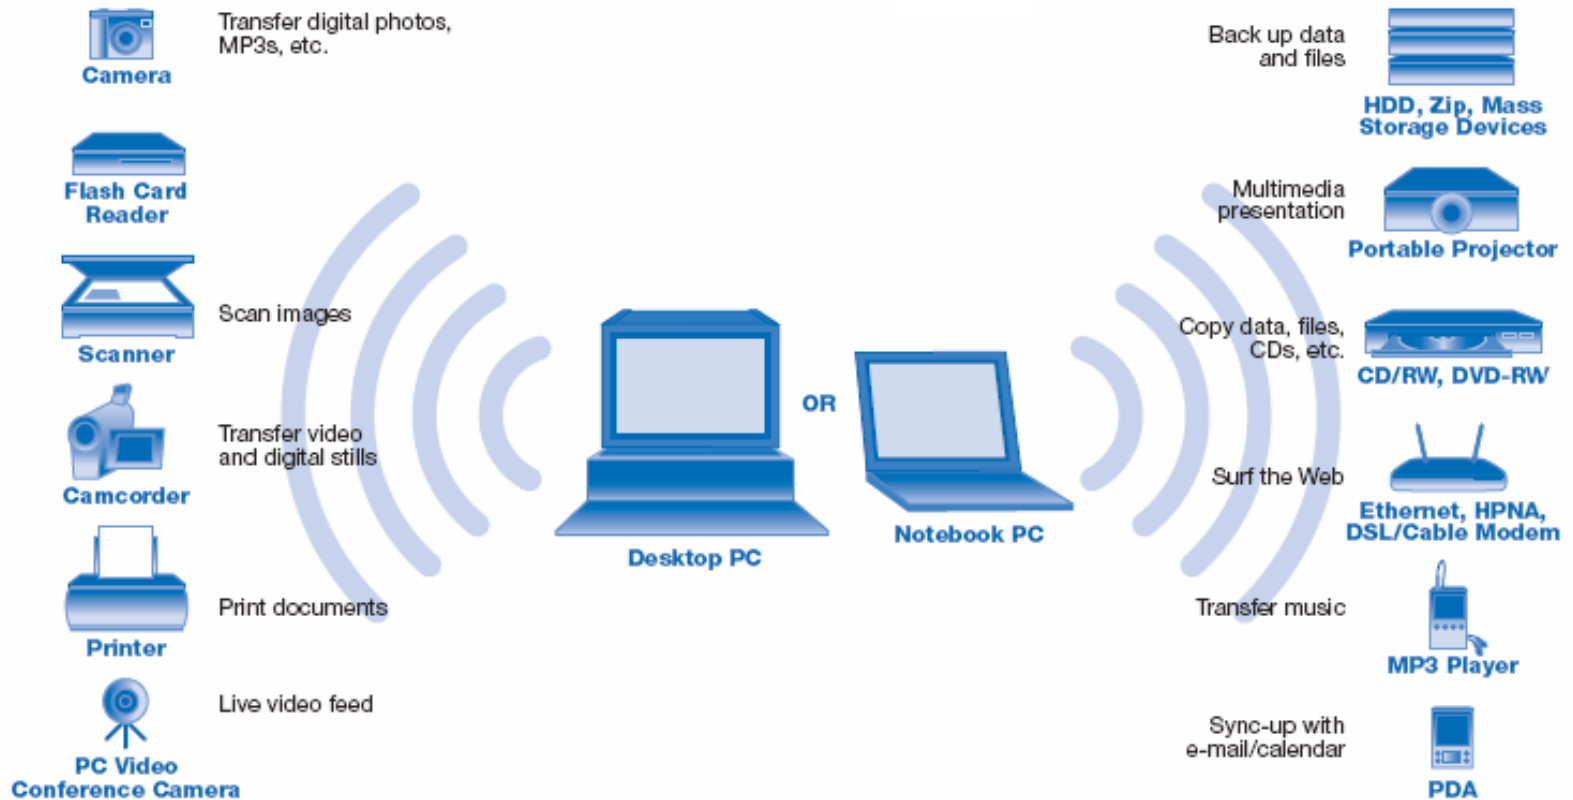 Transfer digital photos,
MP3s, etc.
Camera
Flash Card
Reader
Scan images
Scanner
Transfer video
and digital stills
Camcorder
Print documents
Printer
Live video feed
PC Video
Conference Camera
Desktop PC
OR
Notebook PC
Back up data
and files
HDD, Zip, Mass
Storage Devices
Multimedia
presentation
Portable Projector
Copy data, files,
CDs, etc.
CD/RW, DVD-RW
Surf the Web
Ethernet, HPNA,
DSL/Cable Modem
Transfer music
MP3 Player
Sync-up with
e-mail/calendar
PDA